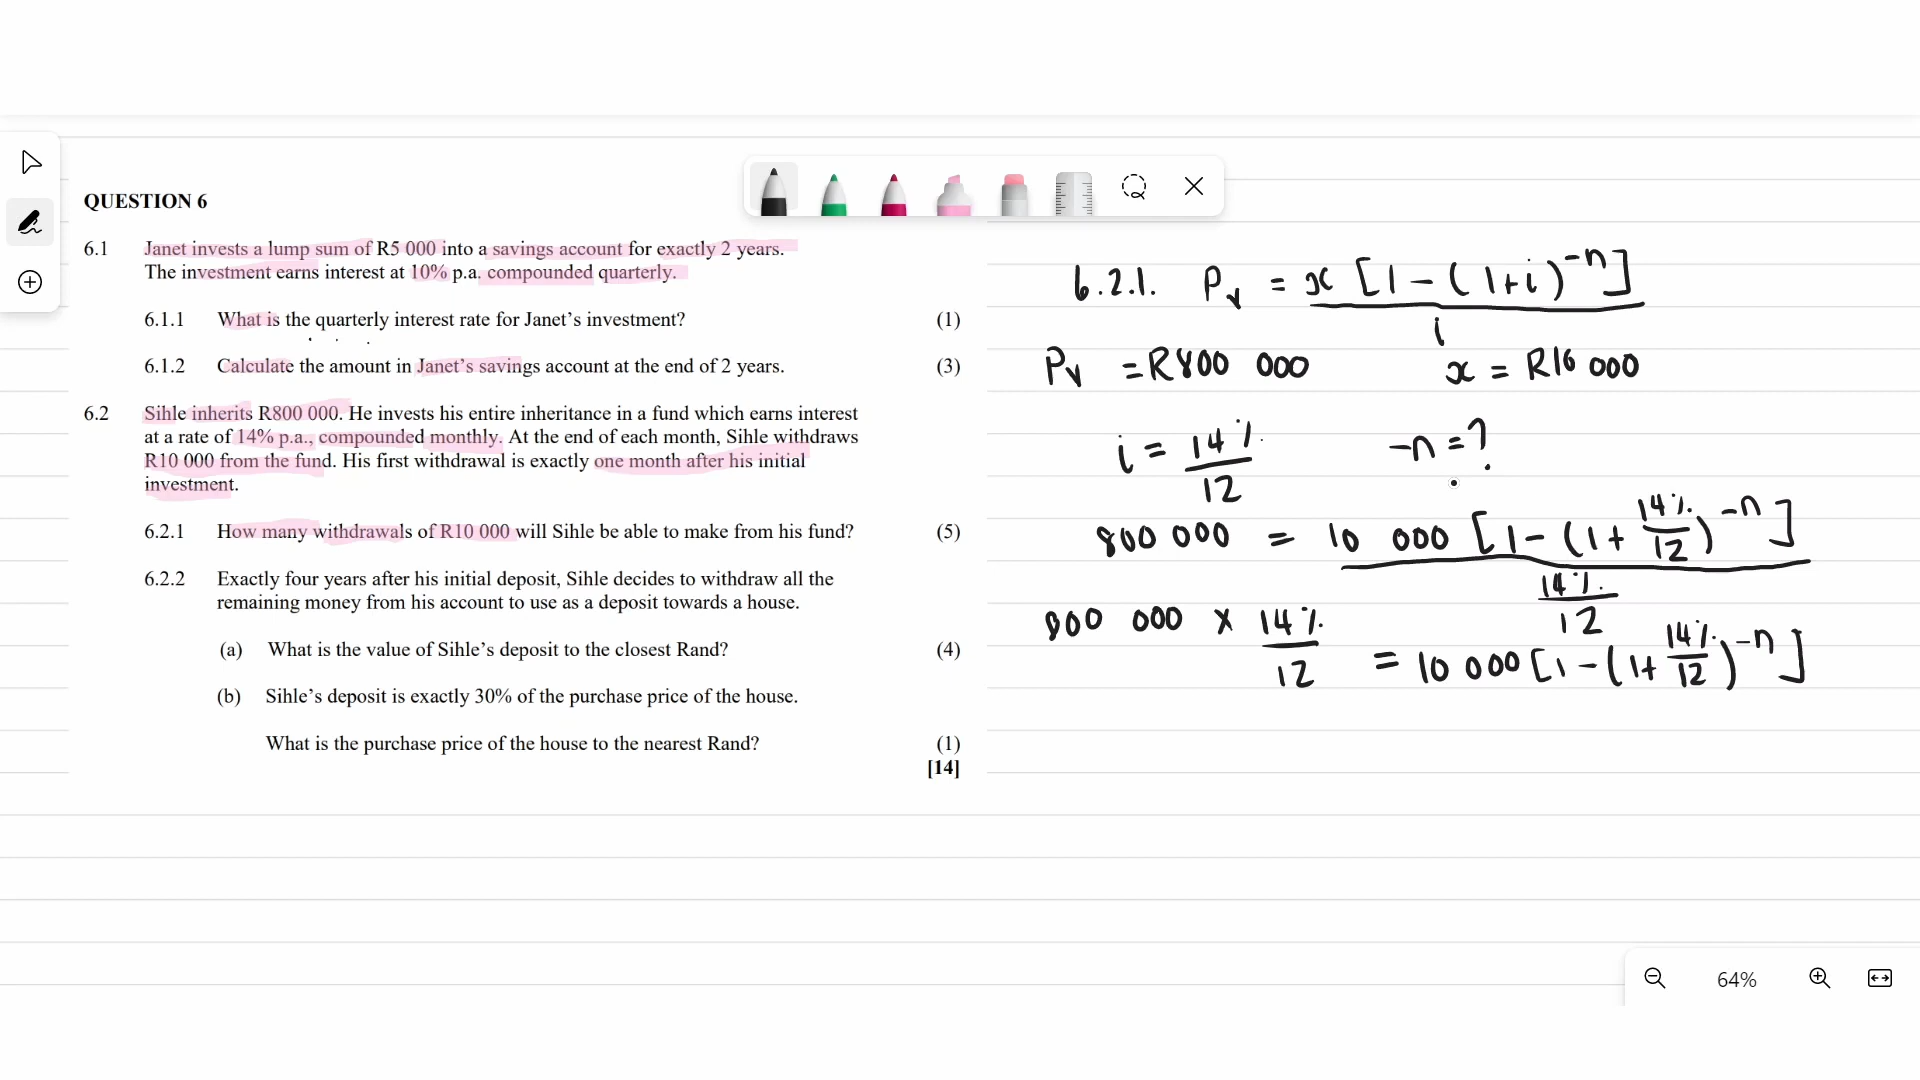 QUESTION 6
6.1 Janet invests a lump sum of R5 000 into a savings account for exactly 2 years.
The investment earns interest at 10% p.a. compounded quarterly.
6.1.1 What is the quarterly interest rate for Janet's investment? (1)
6.1.2 Calculate the amount in Janet's savings account at the end of 2 years. (3)
6.2 Sihle inherits R800 000. He invests his entire inheritance in a fund which earns interest
at a rate of 14% p.a., compounded monthly. At the end of each month, Sihle withdraws
R10 000 from the fund. His first withdrawal is exactly one month after his initial
investment.
6.2.1 How many withdrawals of R10 000 will Sihle be able to make from his fund? (5)
6.2.2 Exactly four years after his initial deposit, Sihle decides to withdraw all the
remaining money from his account to use as a deposit towards a house.
(a) What is the value of Sihle's deposit to the closest Rand? (4)
(b) Sihle's deposit is exactly 30% of the purchase price of the house.
What is the purchase price of the house to the nearest Rand? (1)
[14]
6.2.1. Pv = x [1 - (1+i)^-n]
i
Pv = R800 000 x = R10 000
i = 14% -n = ?
12
800 000 = 10 000 [1 - (1 + 14%/12)^-n]
14%
12
800 000 x 14%
12 = 10 000 [1 - (1 + 14%/12)^-n]
64%